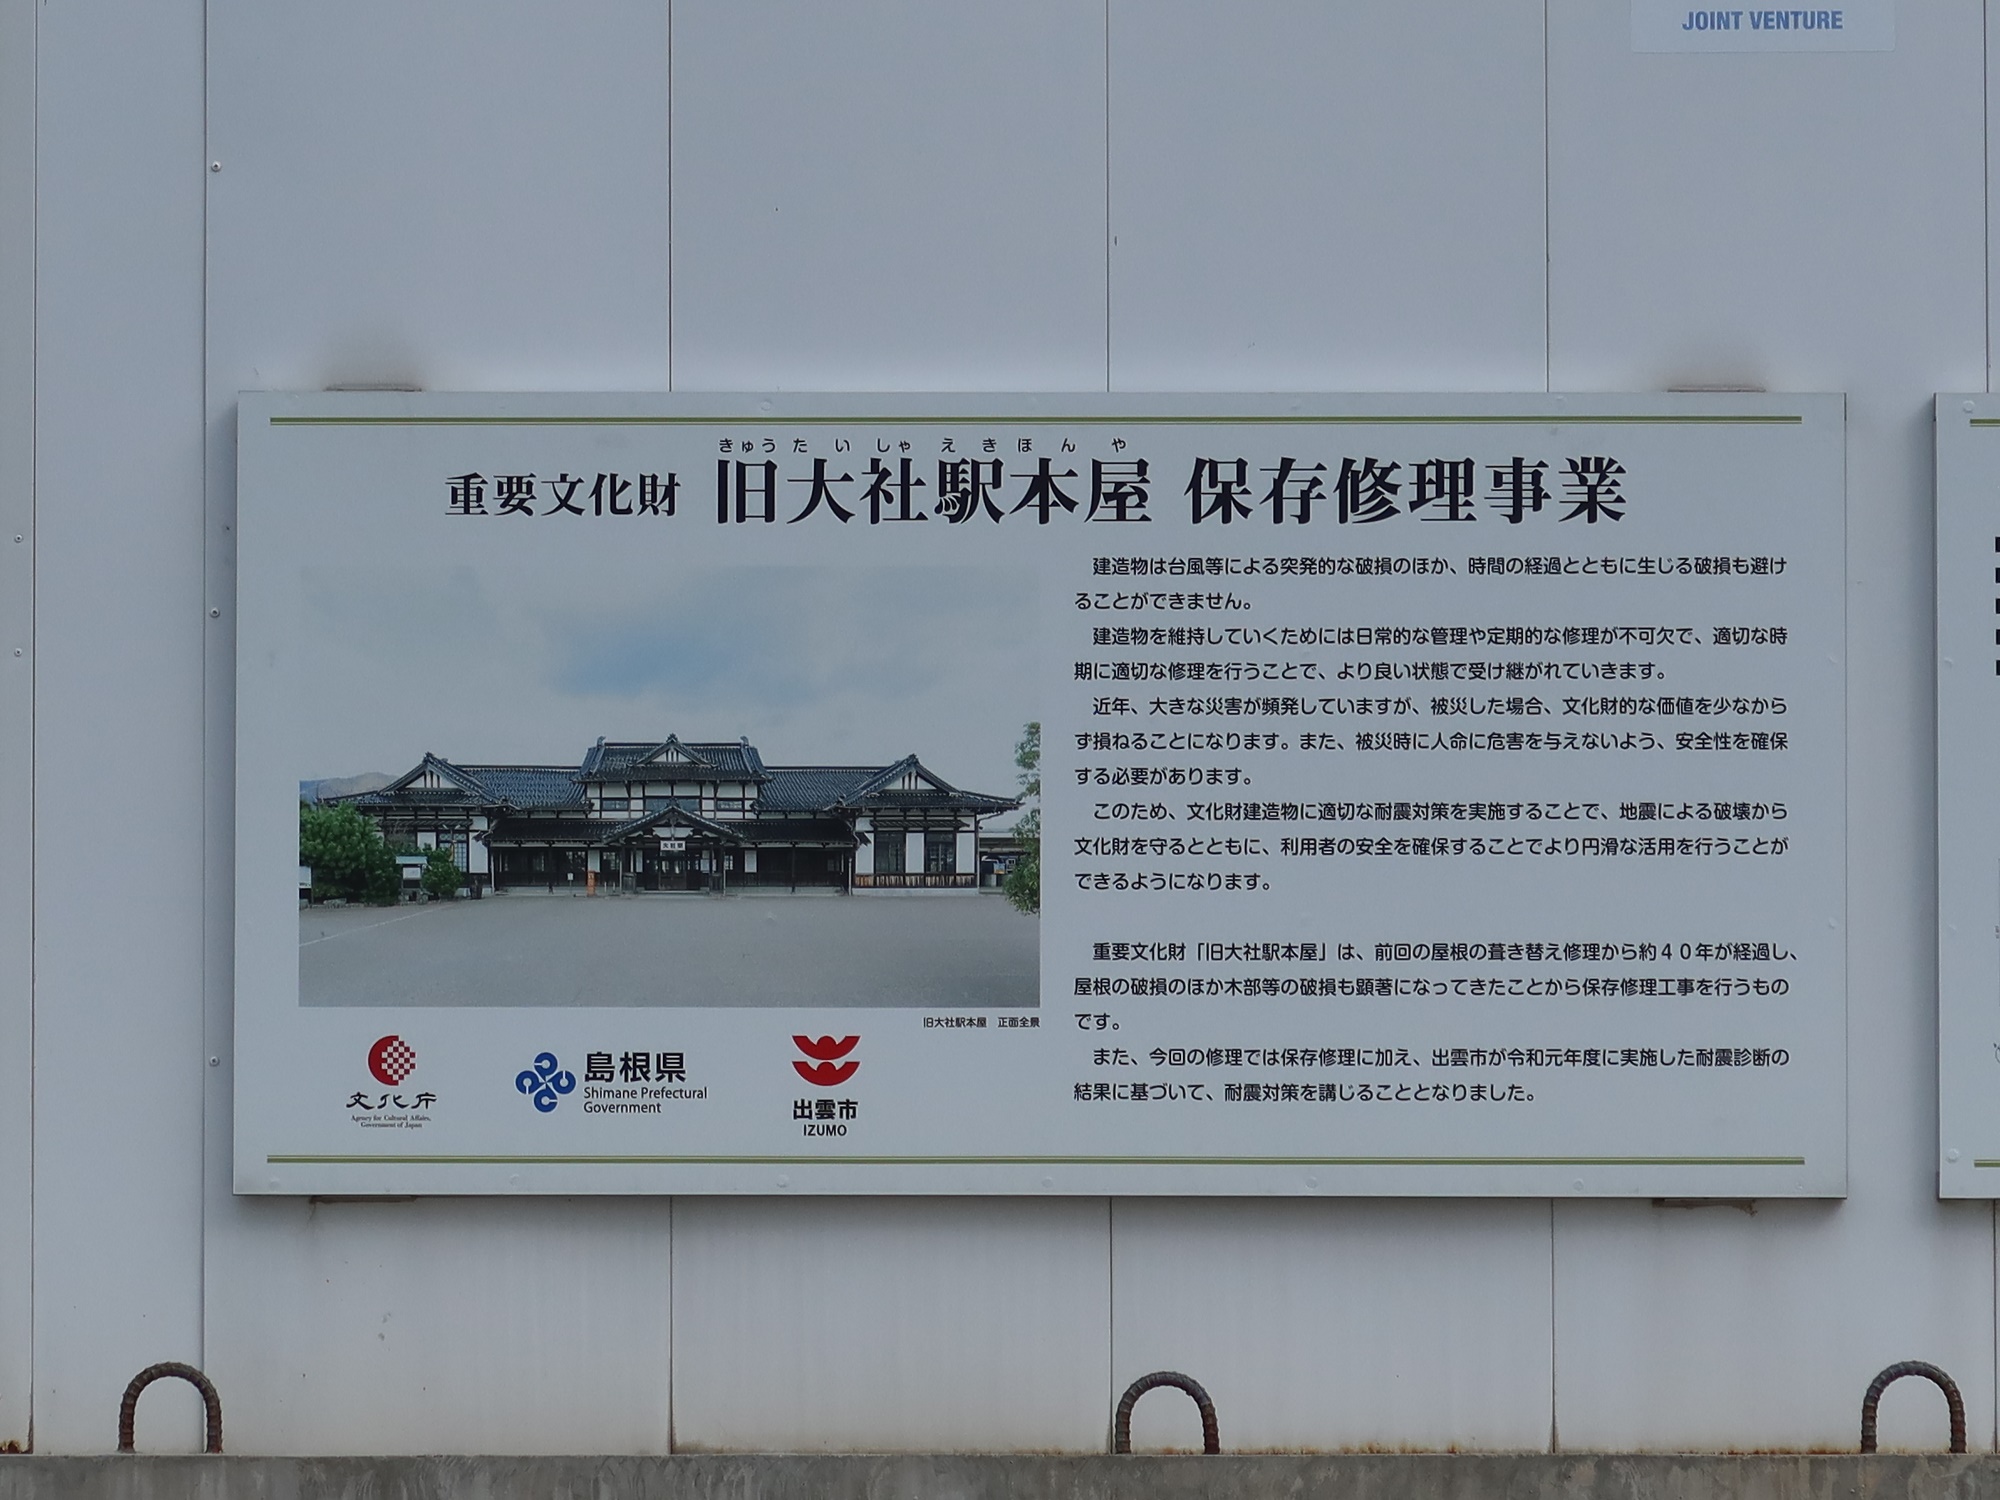 JOINT VENTURE
きゅうたいしゃえきほんや
重要文化財 旧大社駅本屋 保存修理事業
建造物は台風等による突発的な破損のほか、時間の経過とともに生じる破損も避け
ることができません。
建造物を維持していくためには日常的な管理や定期的な修理が不可欠で、適切な時
期に適切な修理を行うことで、より良い状態で受け継がれていきます。
近年、大きな災害が頻発していますが、被災した場合、文化財的な価値を少なから
ず損ねることになります。また、被災時に人命に危害を与えないよう、安全性を確保
する必要があります。
このため、文化財建造物に適切な耐震対策を実施することで、地震による破壊から
文化財を守るとともに、利用者の安全を確保することでより円滑な活用を行うことが
できるようになります。
重要文化財「旧大社駅本屋」は、前回の屋根の葺き替え修理から約４０年が経過し、
屋根の破損のほか木部等の破損も顕著になってきたことから保存修理工事を行うもの
です。
また、今回の修理では保存修理に加え、出雲市が令和元年度に実施した耐震診断の
結果に基づいて、耐震対策を講じることとなりました。
大社駅
旧大社駅本屋　正面全景
文化庁
Agency for Cultural Affairs,
Government of Japan
島根県
Shimane Prefectural
Government
出雲市
IZUMO